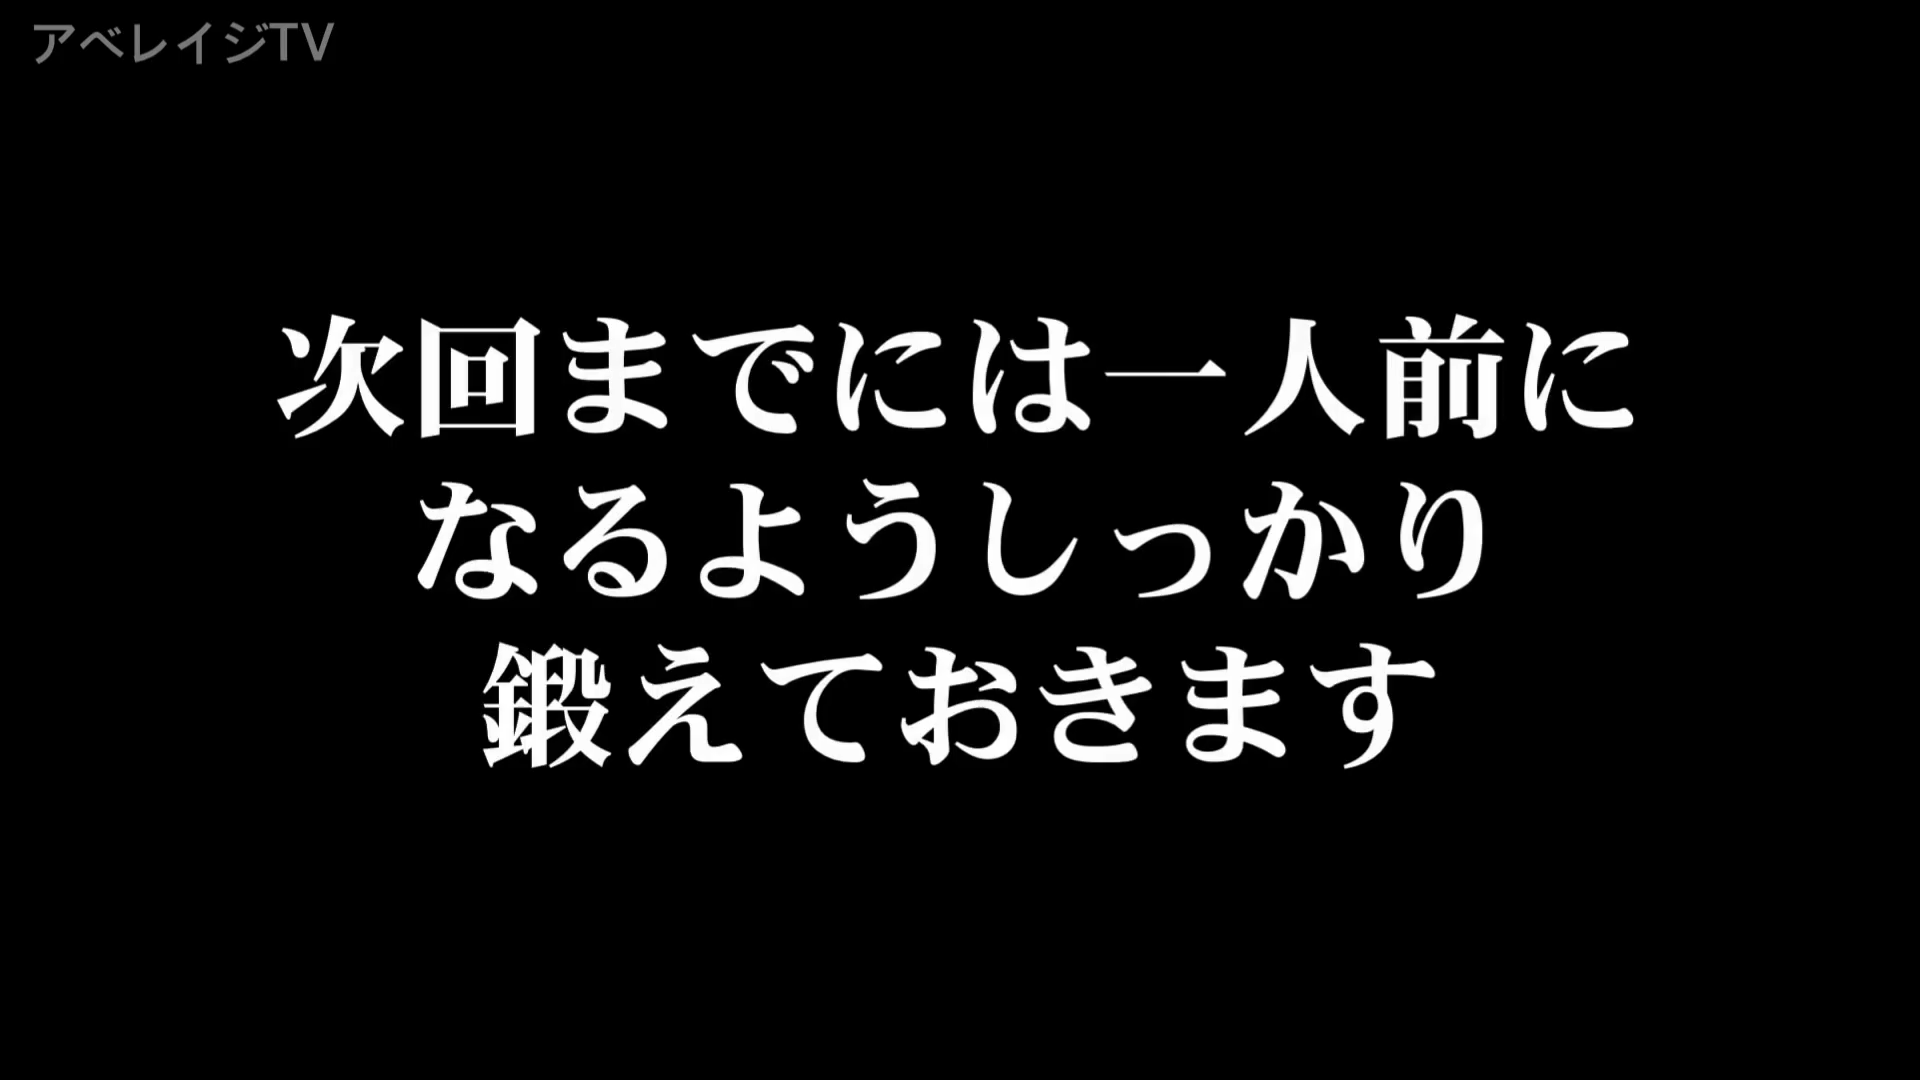 アベレイジTV
次回までには一人前に
なるようしっかり
鍛えておきます